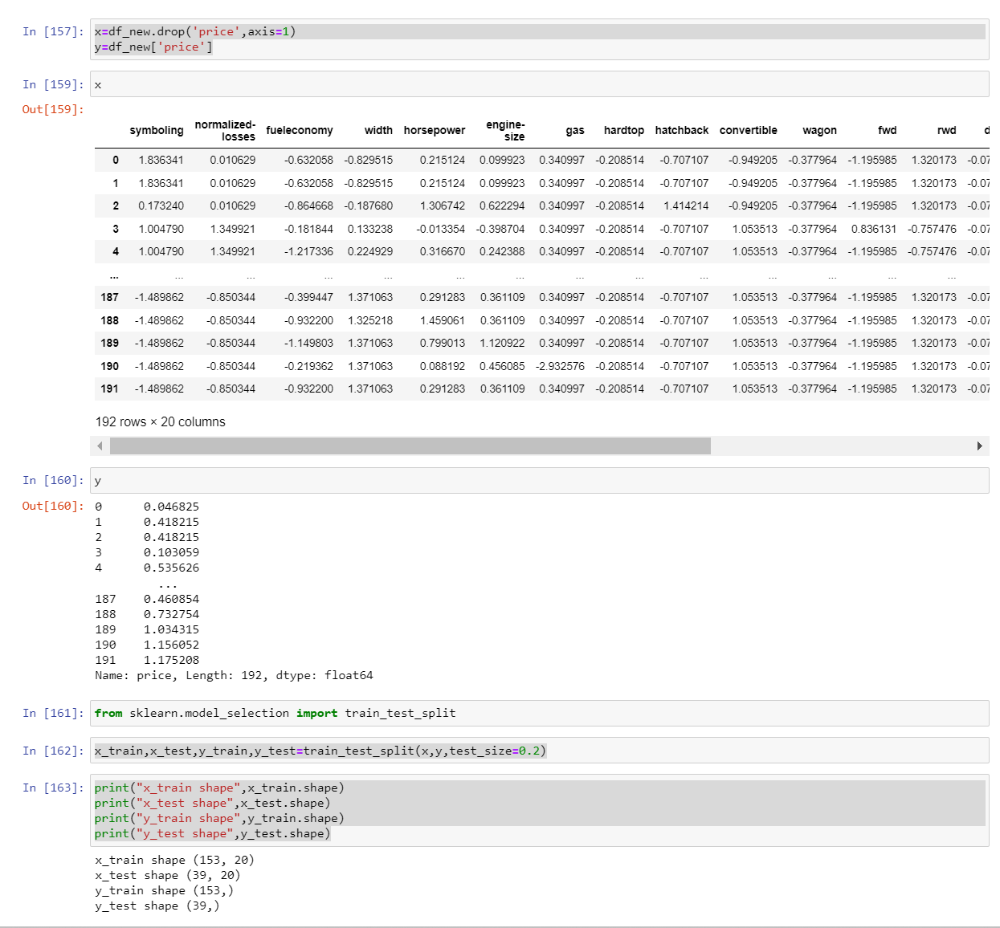 In [157]: x=df_new.drop('price',axis=1)
y=df_new['price']
In [159]: x
Out[159]:
symboling normalized-losses fueleconomy width horsepower engine-size gas hardtop hatchback convertible wagon fwd rwd d
0 1.836341 0.010629 -0.632058 -0.829515 0.215124 0.099923 0.340997 -0.208514 -0.707107 -0.949205 -0.377964 -1.195985 1.320173 -0.07
1 1.836341 0.010629 -0.632058 -0.829515 0.215124 0.099923 0.340997 -0.208514 -0.707107 -0.949205 -0.377964 -1.195985 1.320173 -0.07
2 0.173240 0.010629 -0.864668 -0.187680 1.306742 0.622294 0.340997 -0.208514 1.414214 -0.949205 -0.377964 -1.195985 1.320173 -0.07
3 1.004790 1.349921 -0.181844 0.133238 -0.013354 -0.398704 0.340997 -0.208514 -0.707107 1.053513 -0.377964 0.836131 -0.757476 -0.07
4 1.004790 1.349921 -1.217336 0.224929 0.316670 0.242388 0.340997 -0.208514 -0.707107 1.053513 -0.377964 -1.195985 -0.757476 -0.07
... ... ... ... ... ... ... ... ... ... ... ... ... ...
187 -1.489862 -0.850344 -0.399447 1.371063 0.291283 0.361109 0.340997 -0.208514 -0.707107 1.053513 -0.377964 -1.195985 1.320173 -0.07
188 -1.489862 -0.850344 -0.932200 1.325218 1.459061 0.361109 0.340997 -0.208514 -0.707107 1.053513 -0.377964 -1.195985 1.320173 -0.07
189 -1.489862 -0.850344 -1.149803 1.371063 0.799013 1.120922 0.340997 -0.208514 -0.707107 1.053513 -0.377964 -1.195985 1.320173 -0.07
190 -1.489862 -0.850344 -0.219362 1.371063 0.088192 0.456085 -2.932576 -0.208514 -0.707107 1.053513 -0.377964 -1.195985 1.320173 -0.07
191 -1.489862 -0.850344 -0.932200 1.371063 0.291283 0.361109 0.340997 -0.208514 -0.707107 1.053513 -0.377964 -1.195985 1.320173 -0.07
192 rows × 20 columns
In [160]: y
Out[160]: 0 0.046825
1 0.418215
2 0.418215
3 0.103059
4 0.535626
...
187 0.460854
188 0.732754
189 1.034315
190 1.156052
191 1.175208
Name: price, Length: 192, dtype: float64
In [161]: from sklearn.model_selection import train_test_split
In [162]: x_train,x_test,y_train,y_test=train_test_split(x,y,test_size=0.2)
In [163]: print("x_train shape",x_train.shape)
print("x_test shape",x_test.shape)
print("y_train shape",y_train.shape)
print("y_test shape",y_test.shape)
x_train shape (153, 20)
x_test shape (39, 20)
y_train shape (153,)
y_test shape (39,)